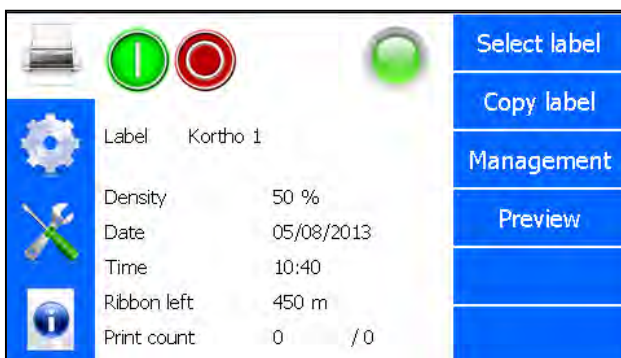 Select label
Copy label
Management
Preview
Label Kortho 1
Density 50 %
Date 05/08/2013
Time 10:40
Ribbon left 450 m
Print count 0 / 0